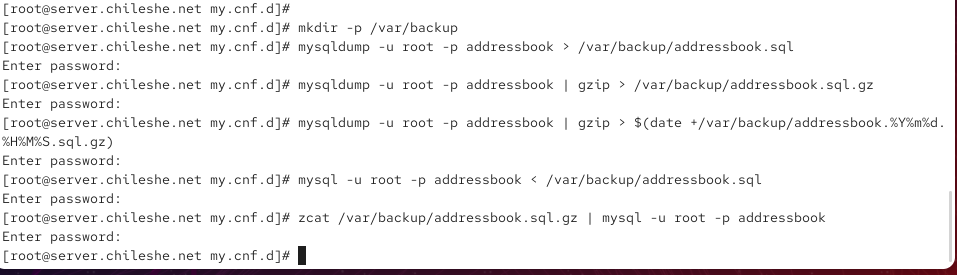 [root@server.chileshe.net my.cnf.d]#
[root@server.chileshe.net my.cnf.d]# mkdir -p /var/backup
[root@server.chileshe.net my.cnf.d]# mysqldump -u root -p addressbook > /var/backup/addressbook.sql
Enter password:
[root@server.chileshe.net my.cnf.d]# mysqldump -u root -p addressbook | gzip > /var/backup/addressbook.sql.gz
Enter password:
[root@server.chileshe.net my.cnf.d]# mysqldump -u root -p addressbook | gzip > $(date +/var/backup/addressbook.%Y%m%d.
%H%M%S.sql.gz)
Enter password:
[root@server.chileshe.net my.cnf.d]# mysql -u root -p addressbook < /var/backup/addressbook.sql
Enter password:
[root@server.chileshe.net my.cnf.d]# zcat /var/backup/addressbook.sql.gz | mysql -u root -p addressbook
Enter password:
[root@server.chileshe.net my.cnf.d]#